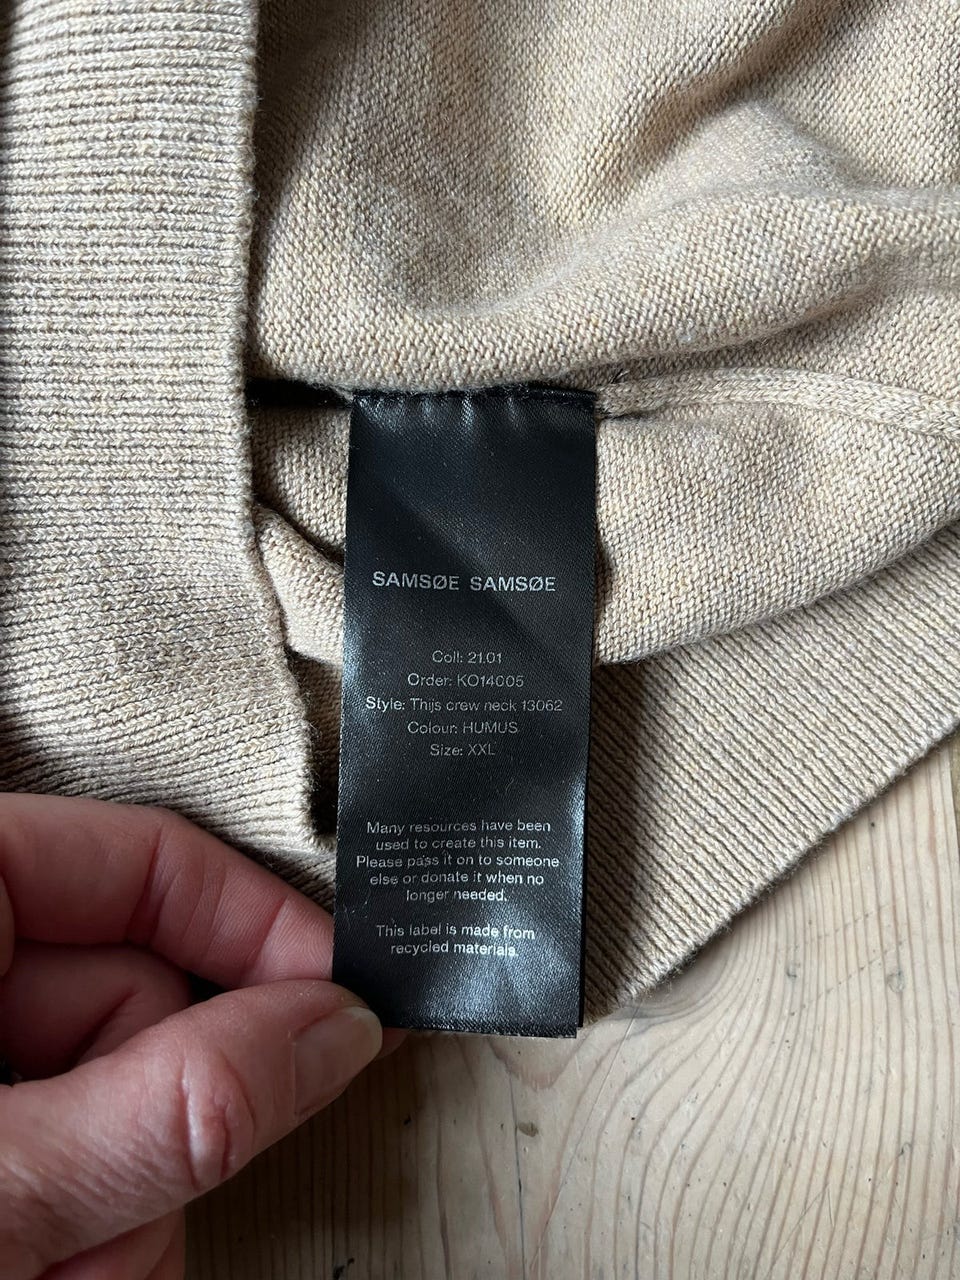 SAMSØE SAMSØE
Coll: 21.01
Order: KO14005
Style: Thijs crew neck 13062
Colour: HUMUS
Size: XXL
Many resources have been
used to create this item.
Please pass it on to someone
else or donate it when no
longer needed.
This label is made from
recycled materials.